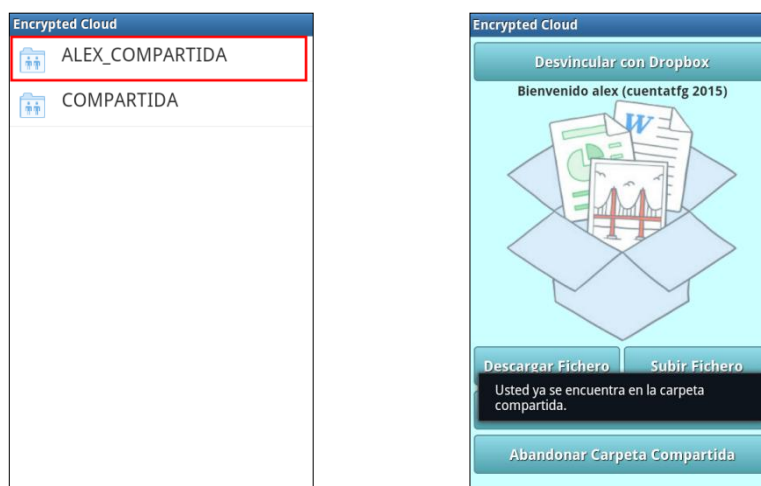 Encrypted Cloud
ALEX_COMPARTIDA
COMPARTIDA
Encrypted Cloud
Desvincular con Dropbox
Bienvenido alex (cuentatfg 2015)
W
Descargar Fichero
Subir Fichero
Usted ya se encuentra en la carpeta
compartida.
Abandonar Carpeta Compartida